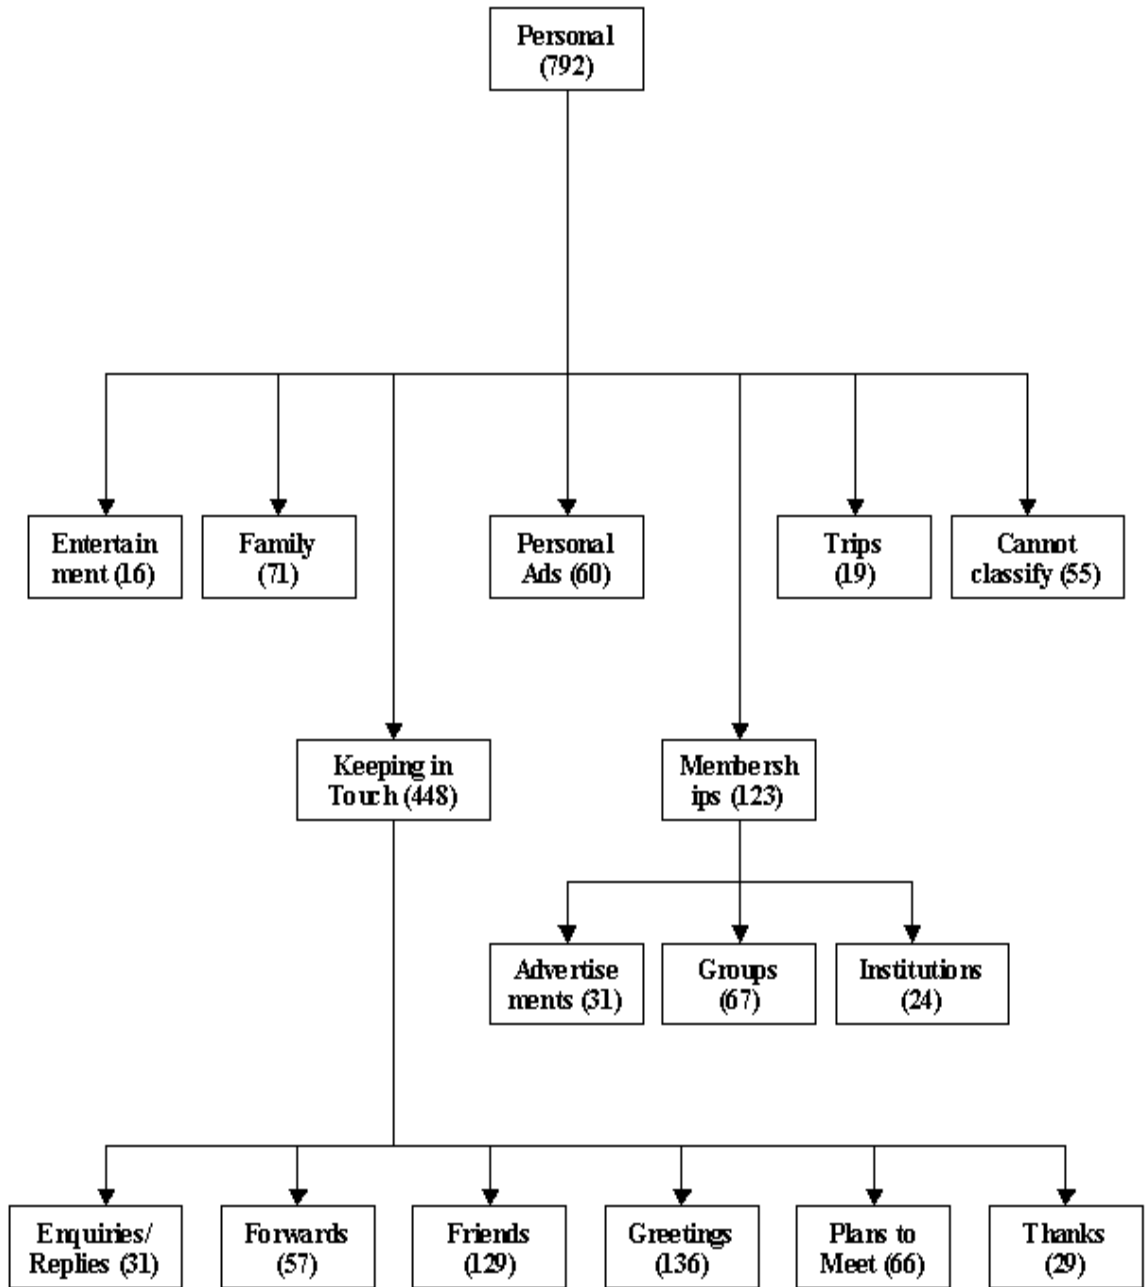 Personal
(792)
Entertain
ment (16)
Family
(71)
Personal
Ads (60)
Trips
(19)
Cannot
classify (55)
Keeping in
Touch (448)
Membersh
ips (123)
Advertise
ments (31)
Groups
(67)
Institutions
(24)
Enquiries/
Replies (31)
Forwards
(57)
Friends
(129)
Greetings
(136)
Plans to
Meet (66)
Thanks
(29)